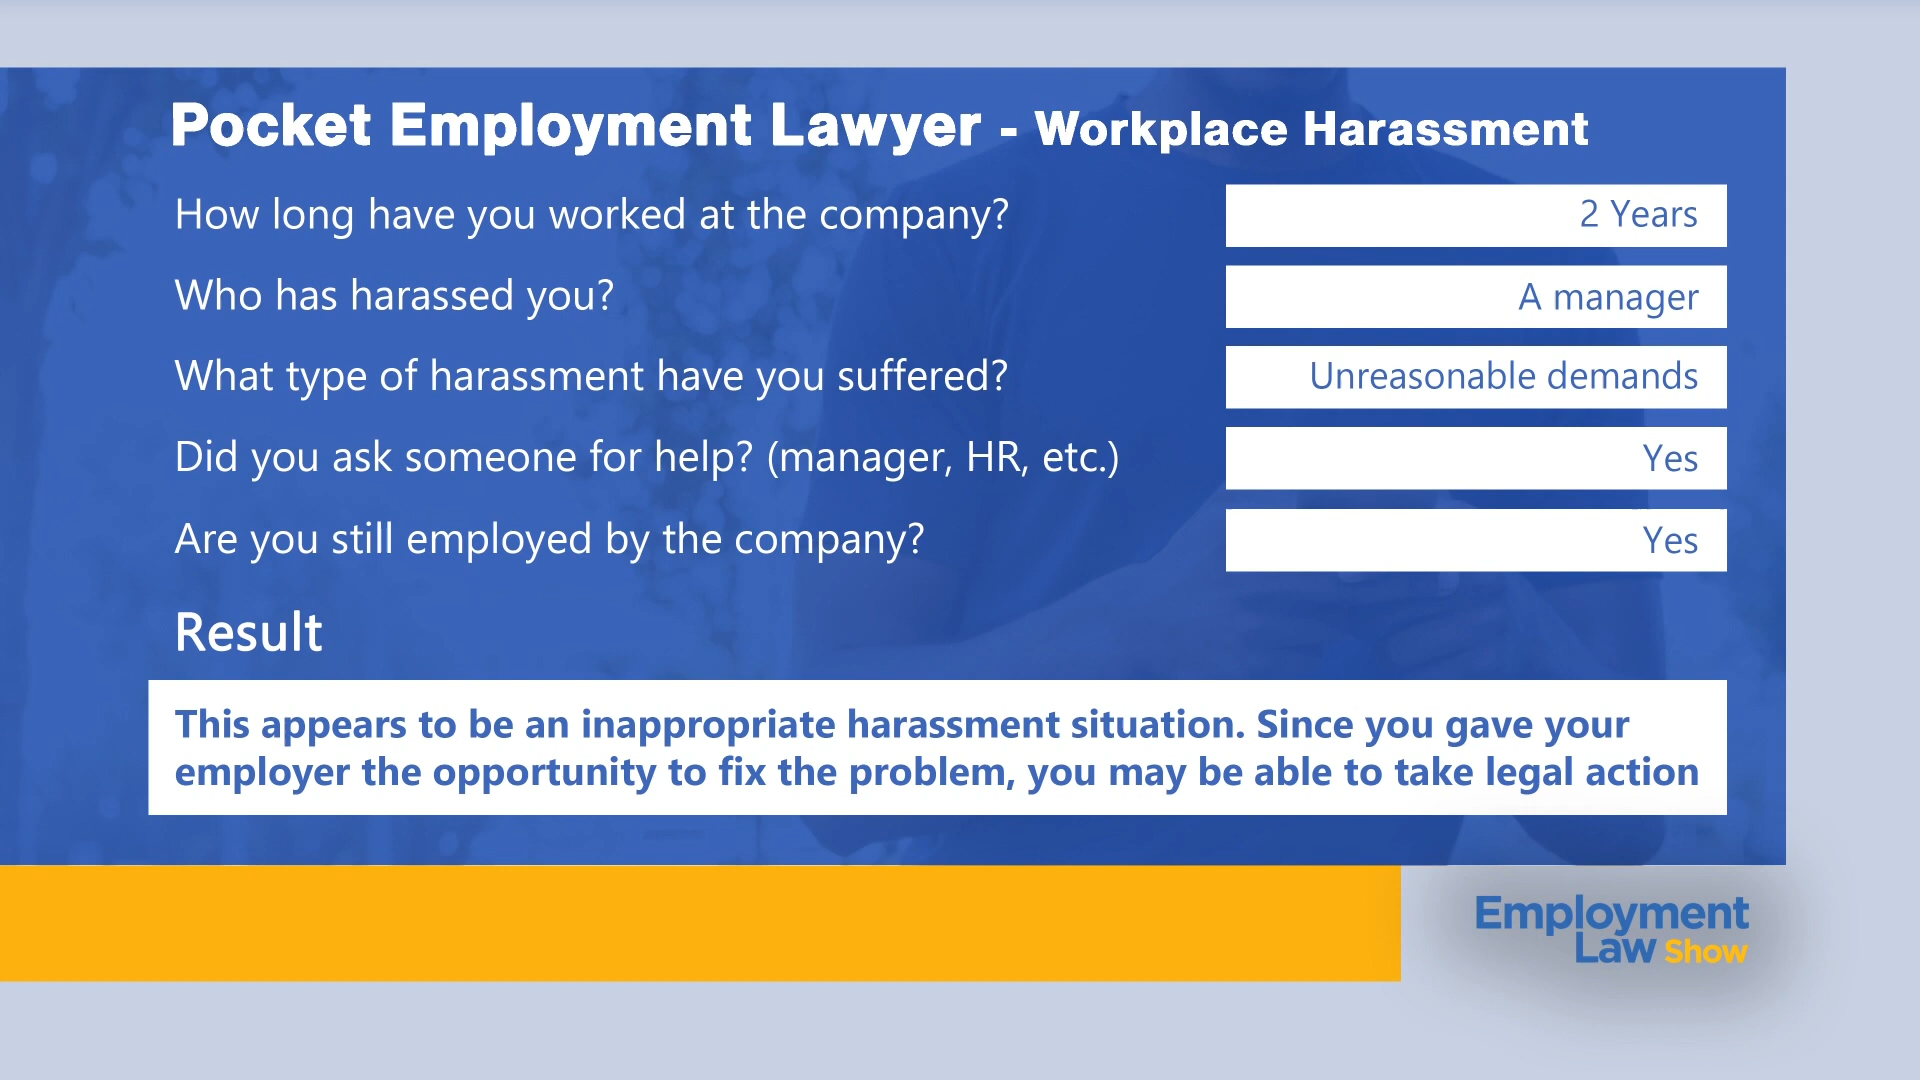 Pocket Employment Lawyer - Workplace Harassment
How long have you worked at the company? 2 Years
Who has harassed you? A manager
What type of harassment have you suffered? Unreasonable demands
Did you ask someone for help? (manager, HR, etc.) Yes
Are you still employed by the company? Yes
Result
This appears to be an inappropriate harassment situation. Since you gave your
employer the opportunity to fix the problem, you may be able to take legal action
Employment
Law Show